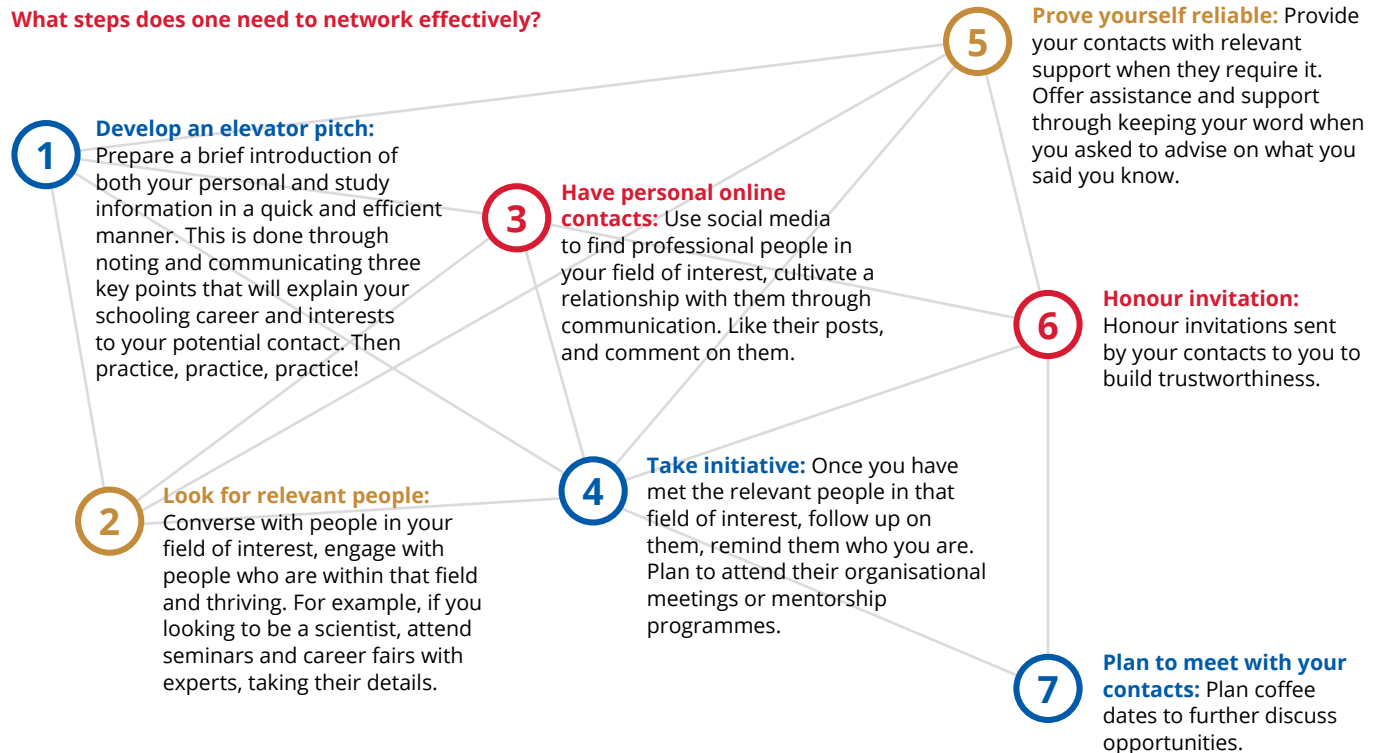 What steps does one need to network effectively?
1
Develop an elevator pitch:
Prepare a brief introduction of
both your personal and study
information in a quick and efficient
manner. This is done through
noting and communicating three
key points that will explain your
schooling career and interests
to your potential contact. Then
practice, practice, practice!
2
Look for relevant people:
Converse with people in your
field of interest, engage with
people who are within that field
and thriving. For example, if you
looking to be a scientist, attend
seminars and career fairs with
experts, taking their details.
3
Have personal online
contacts: Use social media
to find professional people in
your field of interest, cultivate a
relationship with them through
communication. Like their posts,
and comment on them.
4
Take initiative: Once you have
met the relevant people in that
field of interest, follow up on
them, remind them who you are.
Plan to attend their organisational
meetings or mentorship
programmes.
5
Prove yourself reliable: Provide
your contacts with relevant
support when they require it.
Offer assistance and support
through keeping your word when
you asked to advise on what you
said you know.
6
Honour invitation:
Honour invitations sent
by your contacts to you to
build trustworthiness.
7
Plan to meet with your
contacts: Plan coffee
dates to further discuss
opportunities.